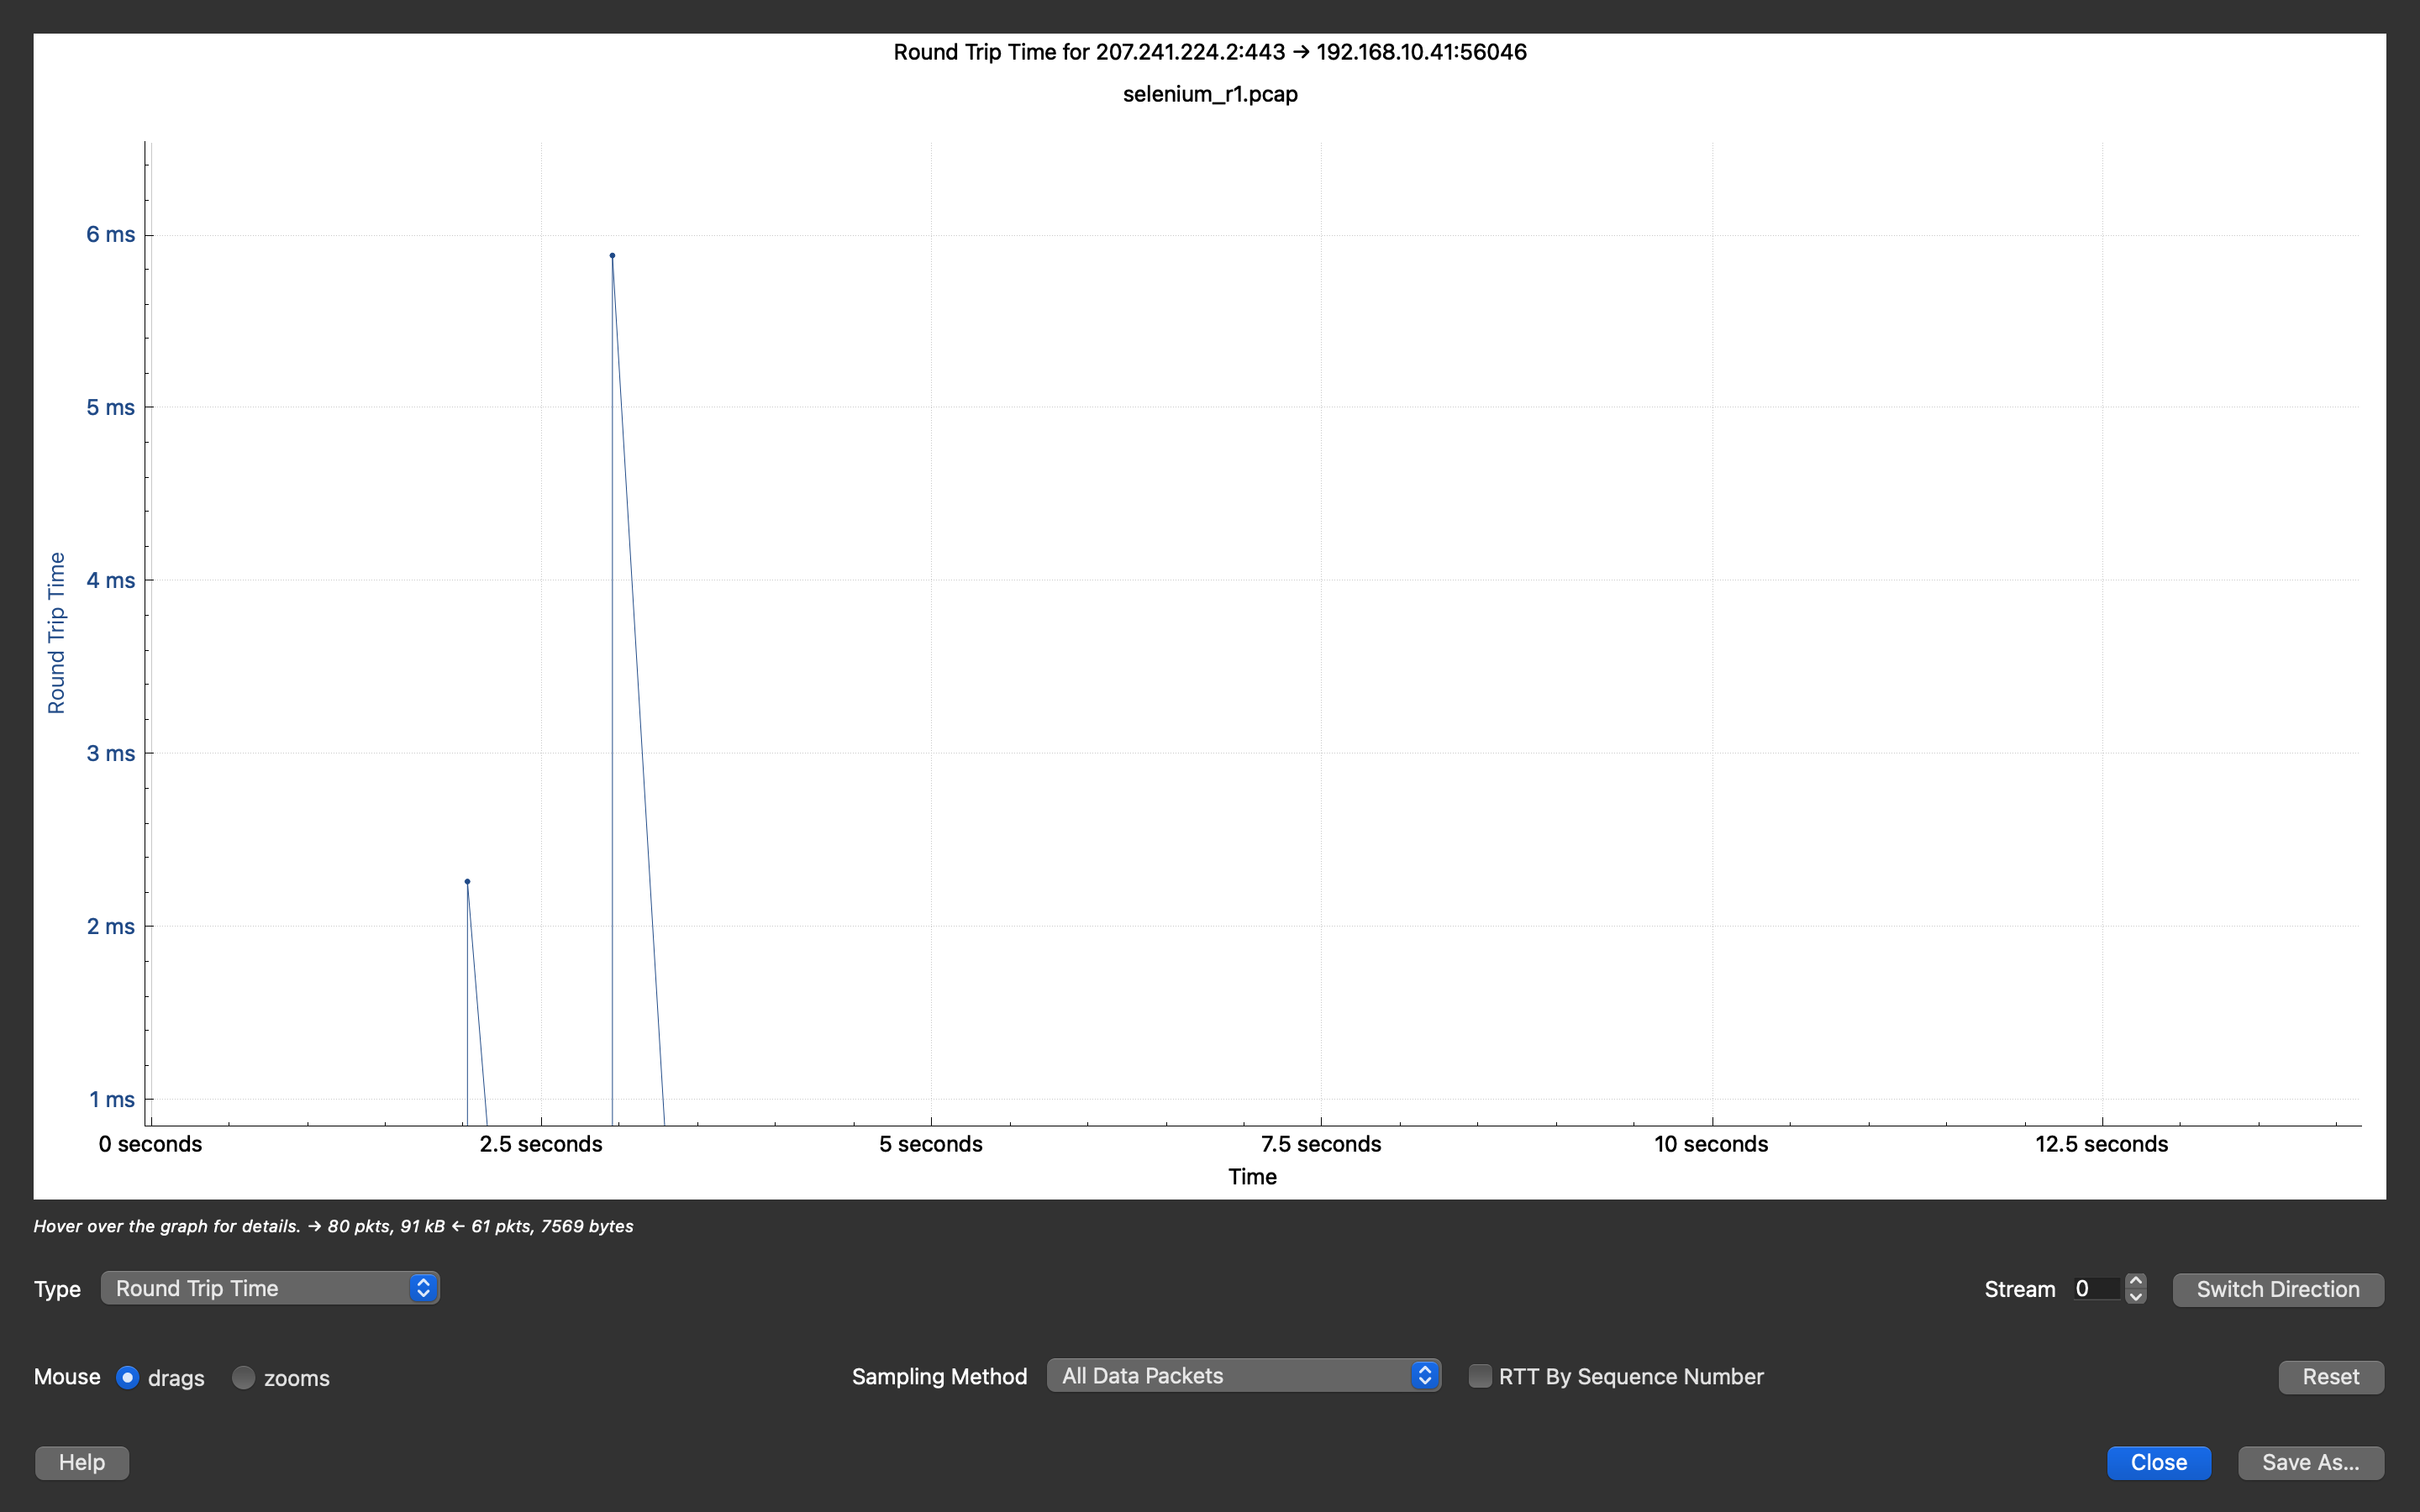 Round Trip Time for 207.241.224.2:443 → 192.168.10.41:56046
selenium_r1.pcap
6 ms
5 ms
4 ms
3 ms
2 ms
1 ms
Round Trip Time
0 seconds 2.5 seconds 5 seconds 7.5 seconds 10 seconds 12.5 seconds
Time
Hover over the graph for details. → 80 pkts, 91 kB ← 61 pkts, 7569 bytes
Type Round Trip Time Stream 0 Switch Direction
Mouse drags zooms Sampling Method All Data Packets RTT By Sequence Number Reset
Help Close Save As...